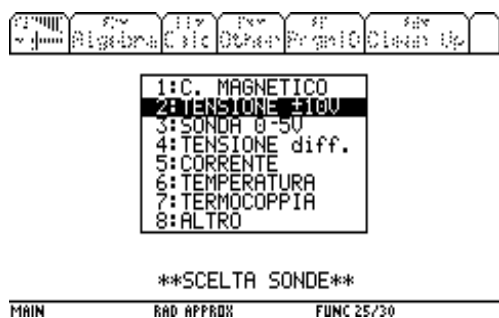 Algebra Calc Other PrgmIO Clean Up
1:C. MAGNETICO
2:TENSIONE ±10V
3:SONDA 0-5V
4:TENSIONE diff.
5:CORRENTE
6:TEMPERATURA
7:TERMOCOPPIA
8:ALTRO
**SCELTA SONDE**
MAIN RAD APPROX FUNC 25/30